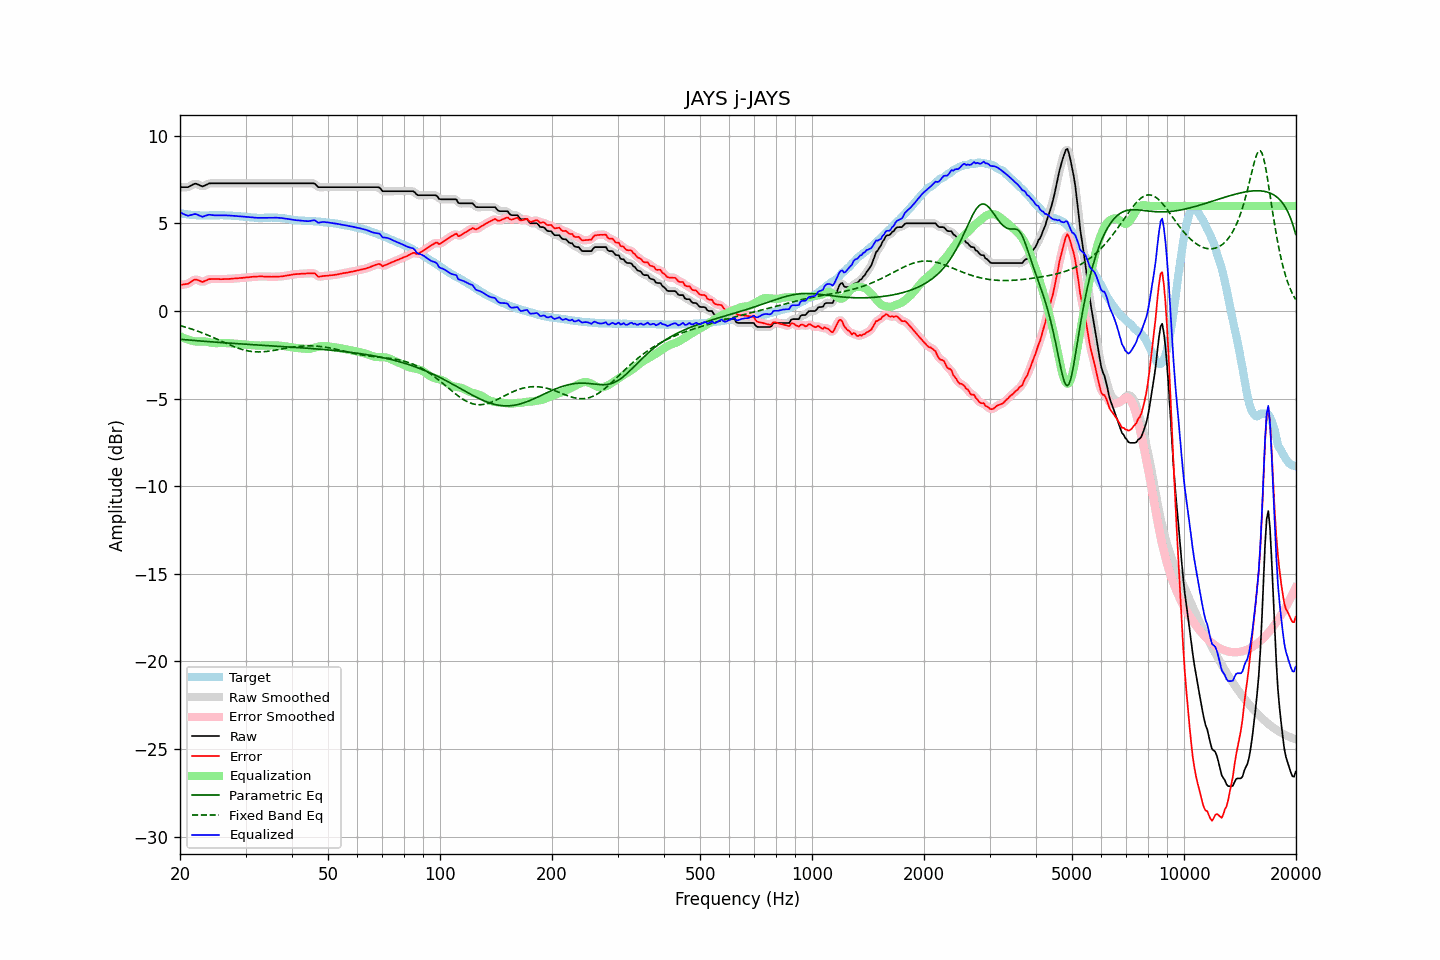 JAYS j-JAYS
10
5
0
−5
−10
−15
−20
−25
−30
Amplitude (dBr)
Target
Raw Smoothed
Error Smoothed
Raw
Error
Equalization
Parametric Eq
Fixed Band Eq
Equalized
20 50 100 200 500 1000 2000 5000 10000 20000
Frequency (Hz)